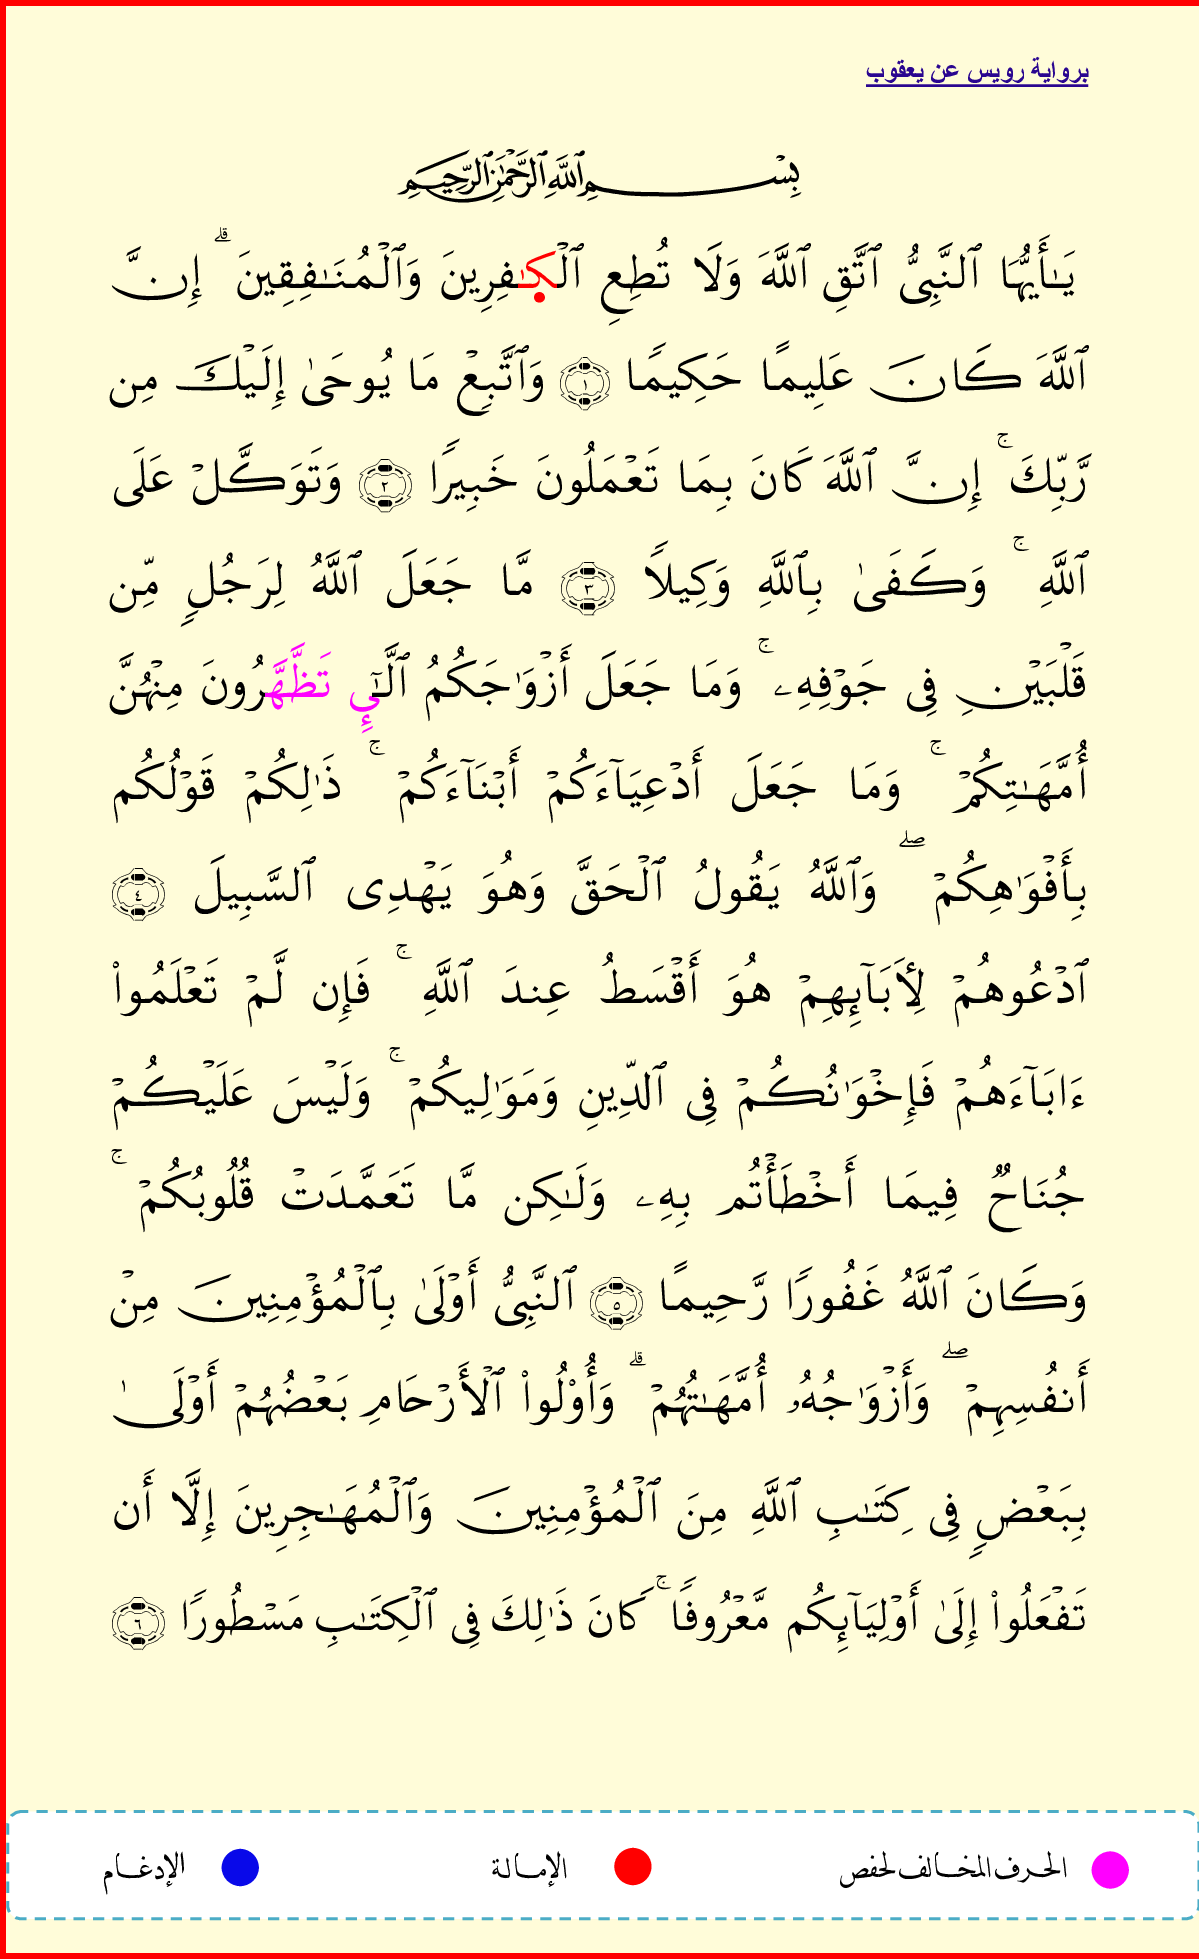 برواية رويس عن يعقوب
بِسْمِ ٱللَّهِ ٱلرَّحْمَٰنِ ٱلرَّحِيمِ
يَـٰٓأَيُّهَا ٱلنَّبِىُّ ٱتَّقِ ٱللَّهَ وَلَا تُطِعِ ٱلْكَـٰفِرِينَ وَٱلْمُنَـٰفِقِينَ ۗ إِنَّ
ٱللَّهَ كَانَ عَلِيمًا حَكِيمًا ١ وَٱتَّبِعْ مَا يُوحَىٰ إِلَيْكَ مِن
رَّبِّكَ ۚ إِنَّ ٱللَّهَ كَانَ بِمَا تَعْمَلُونَ خَبِيرًا ٢ وَتَوَكَّلْ عَلَى
ٱللَّهِ ۚ وَكَفَىٰ بِٱللَّهِ وَكِيلًا ٣ مَّا جَعَلَ ٱللَّهُ لِرَجُلٍ مِّن
قَلْبَيْنِ فِى جَوْفِهِۦ ۚ وَمَا جَعَلَ أَزْوَٰجَكُمُ ٱلَّـٰٓـِٔ تَظَّهَّرُونَ مِنْهُنَّ
أُمَّهَـٰتِكُمْ ۚ وَمَا جَعَلَ أَدْعِيَآءَكُمْ أَبْنَآءَكُمْ ۚ ذَٰلِكُمْ قَوْلُكُم
بِأَفْوَٰهِكُمْ ۖ وَٱللَّهُ يَقُولُ ٱلْحَقَّ وَهُوَ يَهْدِى ٱلسَّبِيلَ ٤
ٱدْعُوهُمْ لِأَبَآئِهِمْ هُوَ أَقْسَطُ عِندَ ٱللَّهِ ۚ فَإِن لَّمْ تَعْلَمُوا۟
ءَابَآءَهُمْ فَإِخْوَٰنُكُمْ فِى ٱلدِّينِ وَمَوَٰلِيكُمْ ۚ وَلَيْسَ عَلَيْكُمْ
جُنَاحٌ فِيمَآ أَخْطَأْتُم بِهِۦ وَلَـٰكِن مَّا تَعَمَّدَتْ قُلُوبُكُمْ ۚ
وَكَانَ ٱللَّهُ غَفُورًا رَّحِيمًا ٥ ٱلنَّبِىُّ أَوْلَىٰ بِٱلْمُؤْمِنِينَ مِنْ
أَنفُسِهِمْ ۖ وَأَزْوَٰجُهُۥ أُمَّهَـٰتُهُمْ ۗ وَأُو۟لُوا۟ ٱلْأَرْحَامِ بَعْضُهُمْ أَوْلَىٰ
بِبَعْضٍ فِى كِتَـٰبِ ٱللَّهِ مِنَ ٱلْمُؤْمِنِينَ وَٱلْمُهَـٰجِرِينَ إِلَّا أَن
تَفْعَلُوا۟ إِلَىٰ أَوْلِيَآئِكُم مَّعْرُوفًا ۚ كَانَ ذَٰلِكَ فِى ٱلْكِتَـٰبِ مَسْطُورًا ٦
الحرف المخالف لحفص الإمالة الإدغام